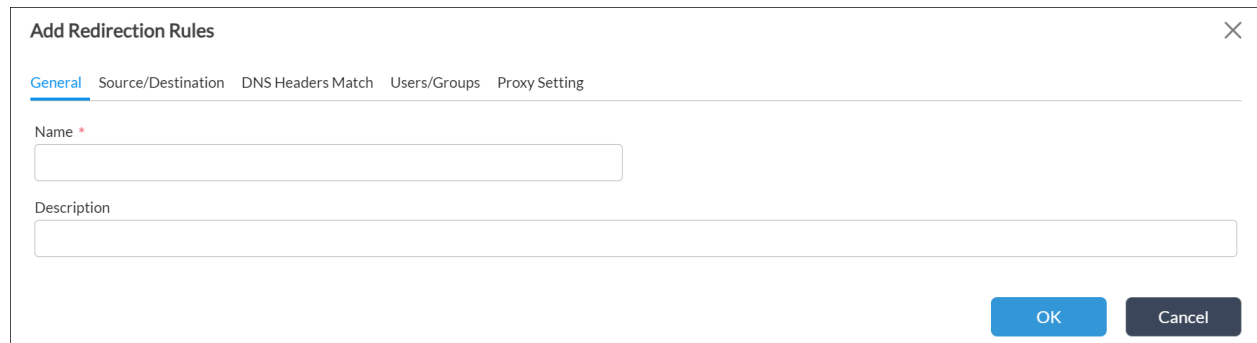 Add Redirection Rules
General Source/Destination DNS Headers Match Users/Groups Proxy Setting
Name *
Description
OK Cancel